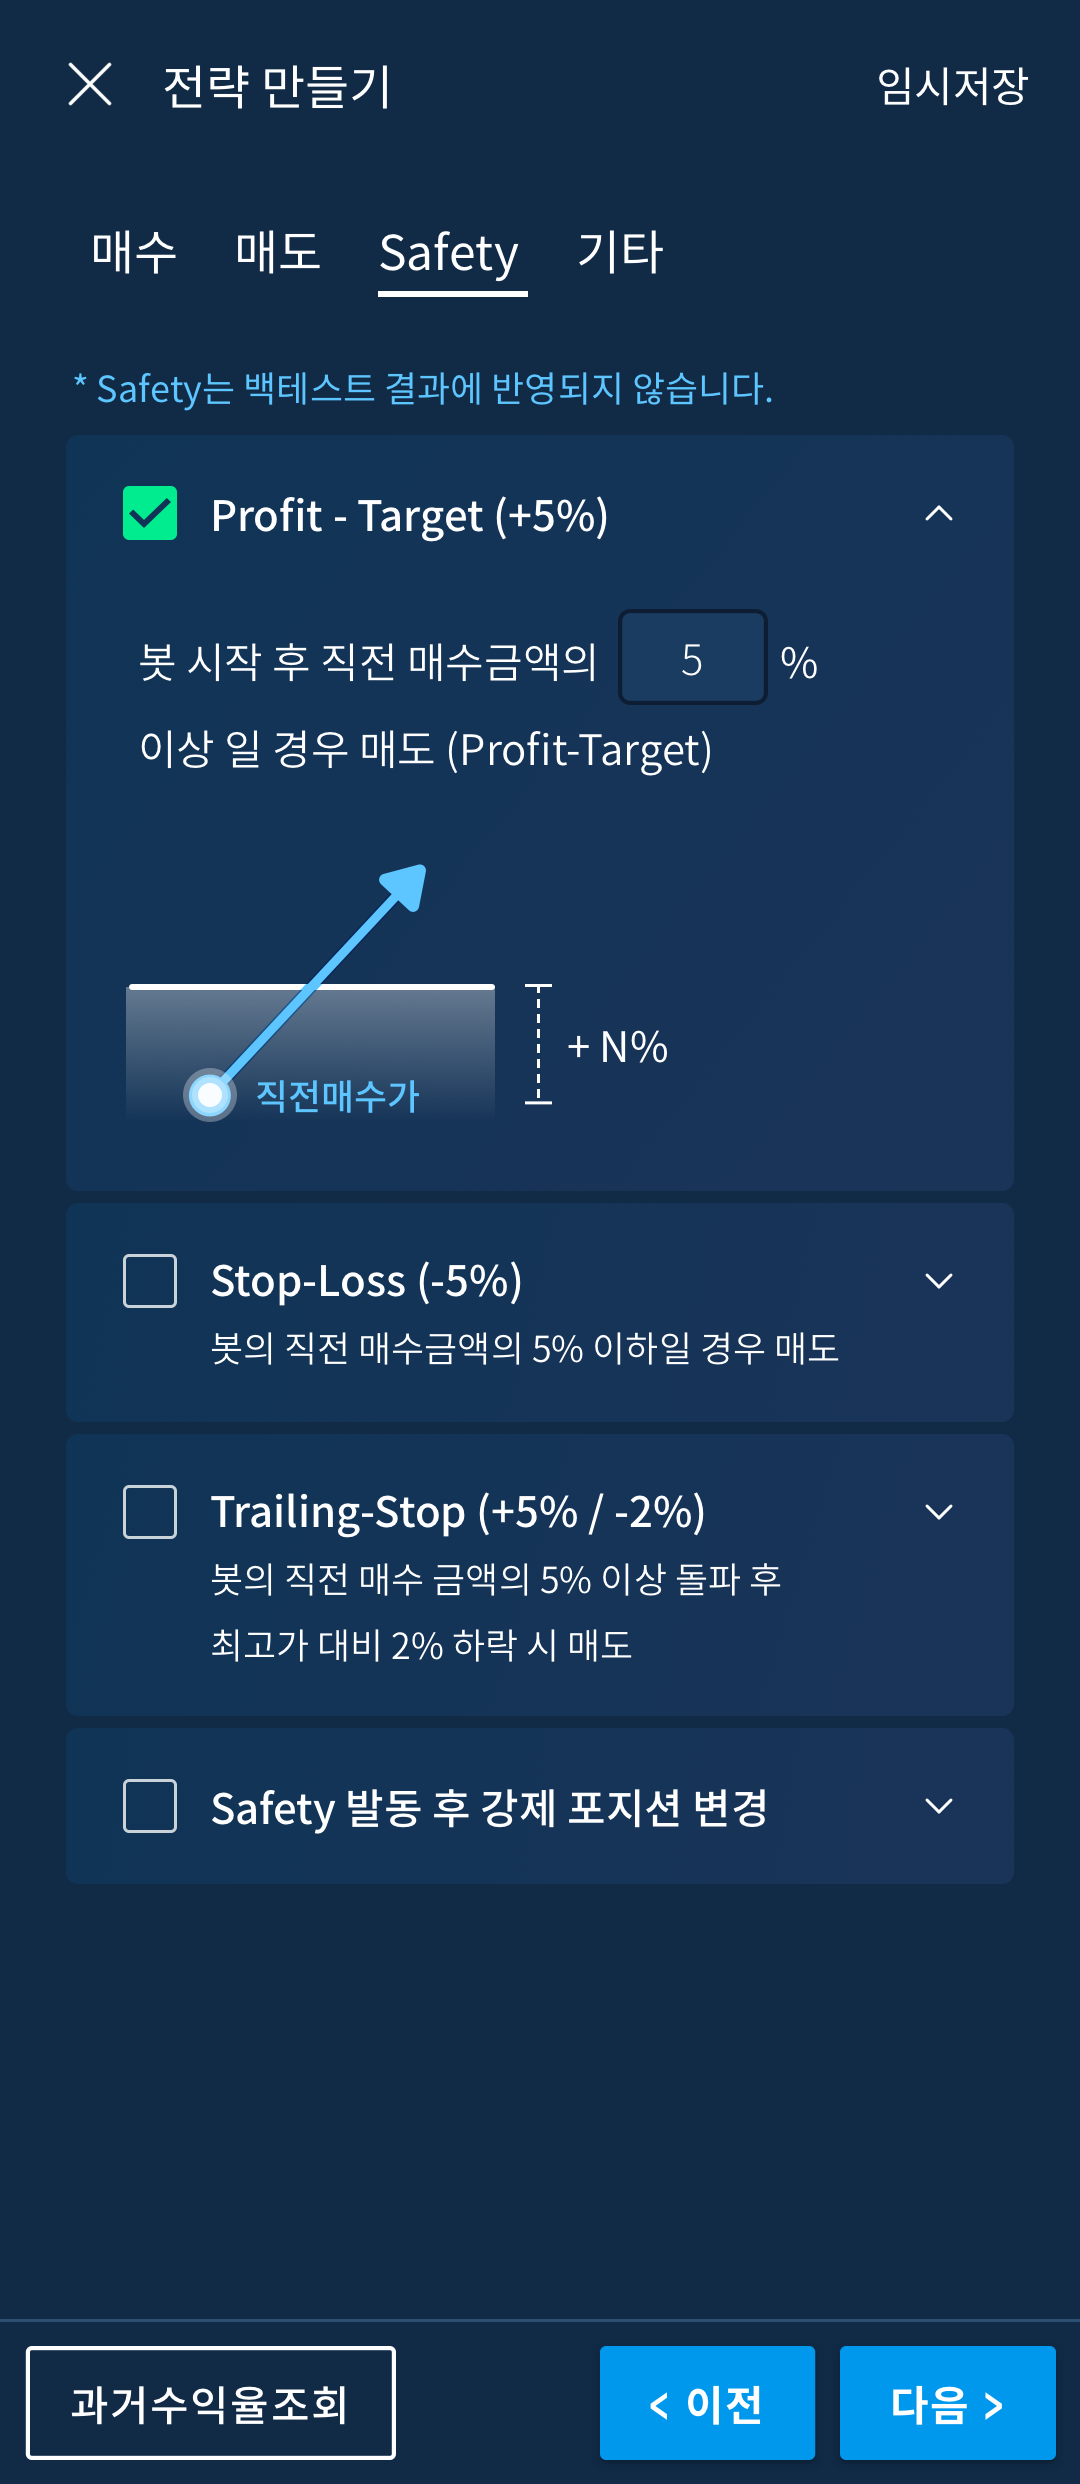 전략 만들기
임시저장
매수 매도 Safety 기타
* Safety는 백테스트 결과에 반영되지 않습니다.
Profit - Target (+5%)
봇 시작 후 직전 매수금액의 5 %
이상 일 경우 매도 (Profit-Target)
+ N%
직전매수가
Stop-Loss (-5%)
봇의 직전 매수금액의 5% 이하일 경우 매도
Trailing-Stop (+5% / -2%)
봇의 직전 매수 금액의 5% 이상 돌파 후
최고가 대비 2% 하락 시 매도
Safety 발동 후 강제 포지션 변경
과거수익율조회
< 이전
다음 >